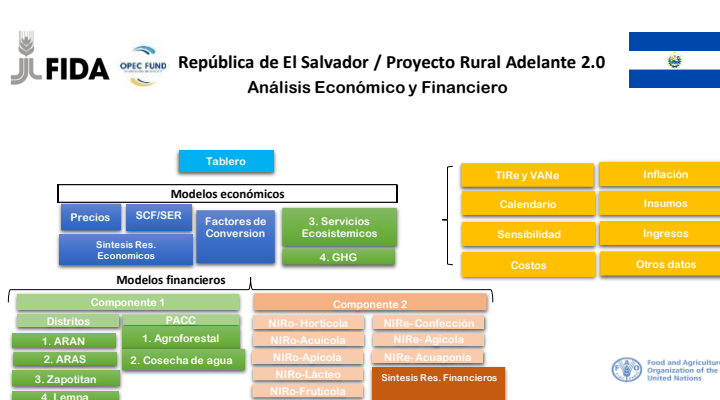 FIDA
OPEC FUND
República de El Salvador / Proyecto Rural Adelante 2.0
Análisis Económico y Financiero
Tablero
Modelos económicos
Precios
SCF/SER
Factores de
Conversion
3. Servicios
Ecosistemicos
Sintesis Res.
Economicos
4. GHG
TIRe y VANe
Inflación
Calendario
Insumos
Sensibilidad
Ingresos
Costos
Otros datos
Modelos financieros
Componente 1
Componente 2
Distritos
PACC
1. ARAN
1. Agroforestal
2. ARAS
2. Cosecha de agua
3. Zapotitan
4. Lempa
NIRo- Horticola
NIRe- Confección
NIRo-Acuícola
NIRe- Agicola
NIRo-Apícola
NIRe- Acuaponia
NIRo-Lácteo
Sintesis Res. Financieros
NIRo-Fruticola
Food and Agriculture
Organization of the
United Nations